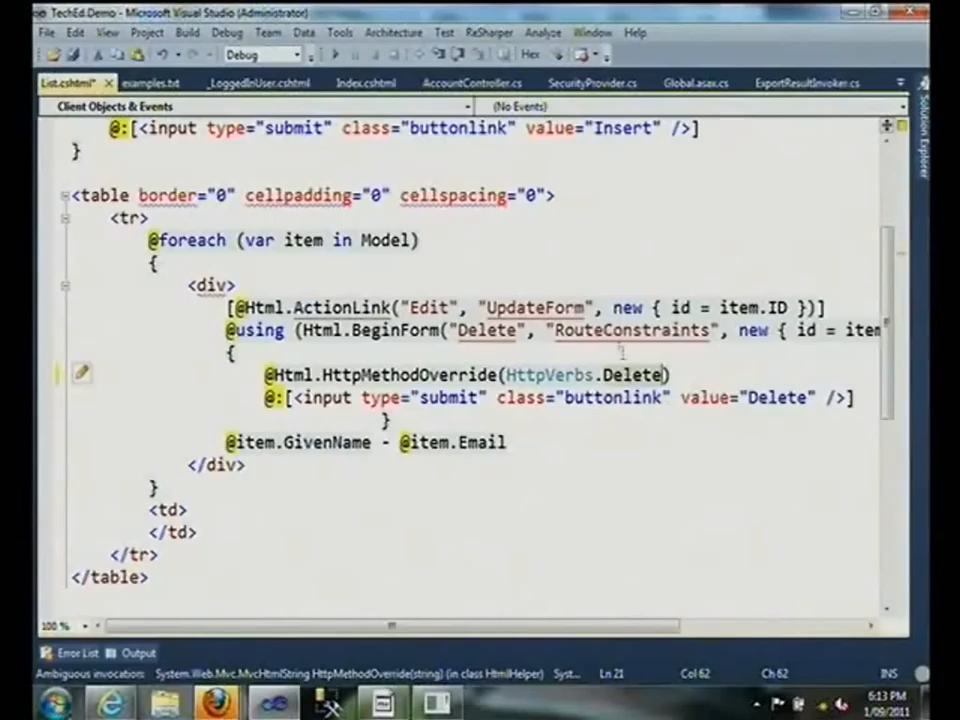 TechEd.Demo - Microsoft Visual Studio (Administrator)
File Edit View Project Build Debug Team Data Tools Architecture Test ReSharper Analyze Window Help
Debug Hex
List.cshtml* examples.txt _LoggedInUser.cshtml Index.cshtml AccountController.cs SecurityProvider.cs Global.asax.cs ExportResultInvoker.cs
Client Objects & Events (No Events)
Solution Explorer
@:[<input type="submit" class="buttonlink" value="Insert" />]
}
<table border="0" cellpadding="0" cellspacing="0">
<tr>
@foreach (var item in Model)
{
<div>
[@Html.ActionLink("Edit", "UpdateForm", new { id = item.ID })]
@using (Html.BeginForm("Delete", "RouteConstraints", new { id = item
{
@Html.HttpMethodOverride(HttpVerbs.Delete)
@:[<input type="submit" class="buttonlink" value="Delete" />]
}
@item.GivenName - @item.Email
</div>
}
<td>
</td>
</tr>
</table>
100 %
Error List Output
Ambiguous invocation: System.Web.Mvc.MvcHtmlString HttpMethodOverride(string) (in class HtmlHelper) Syst... Ln 21 Col 62 Ch 62 INS
6:13 PM
1/09/2011